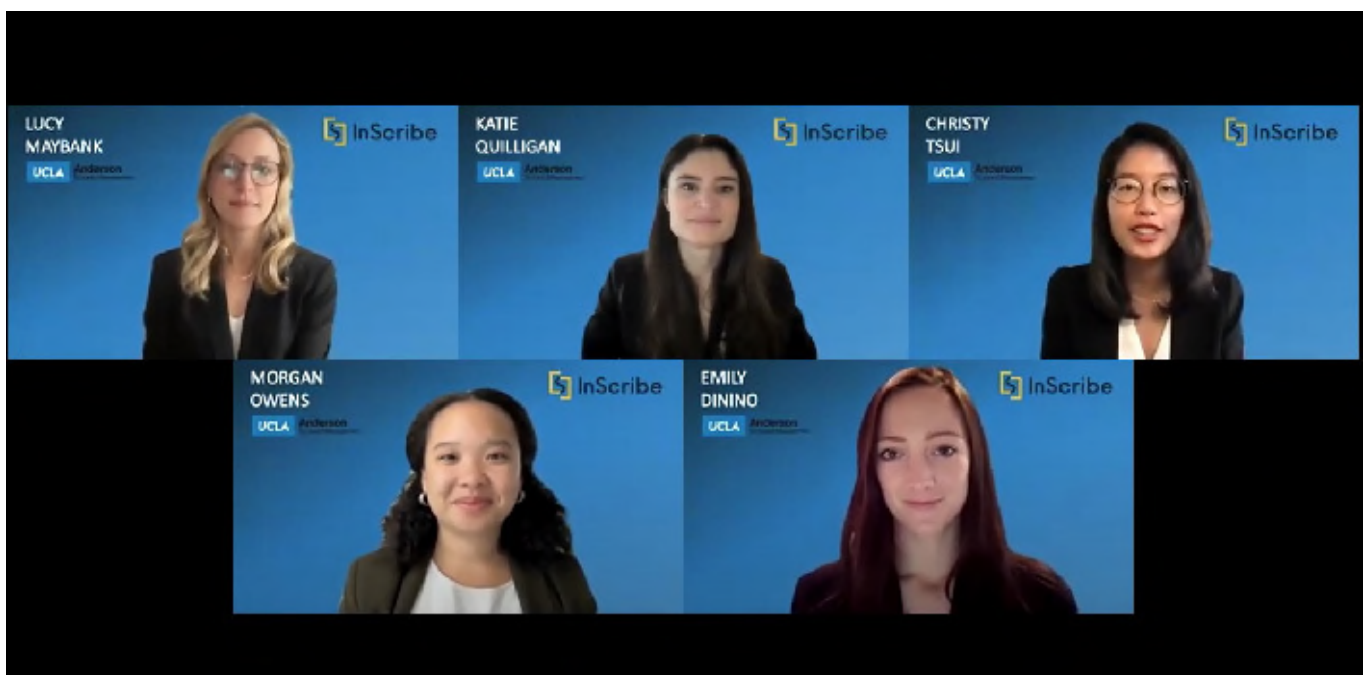 LUCY
MAYBANK
InScribe
UCLA Anderson
KATIE
QUILLIGAN
InScribe
UCLA Anderson
CHRISTY
TSUI
InScribe
UCLA Anderson
MORGAN
OWENS
InScribe
UCLA Anderson
EMILY
DININO
InScribe
UCLA Anderson